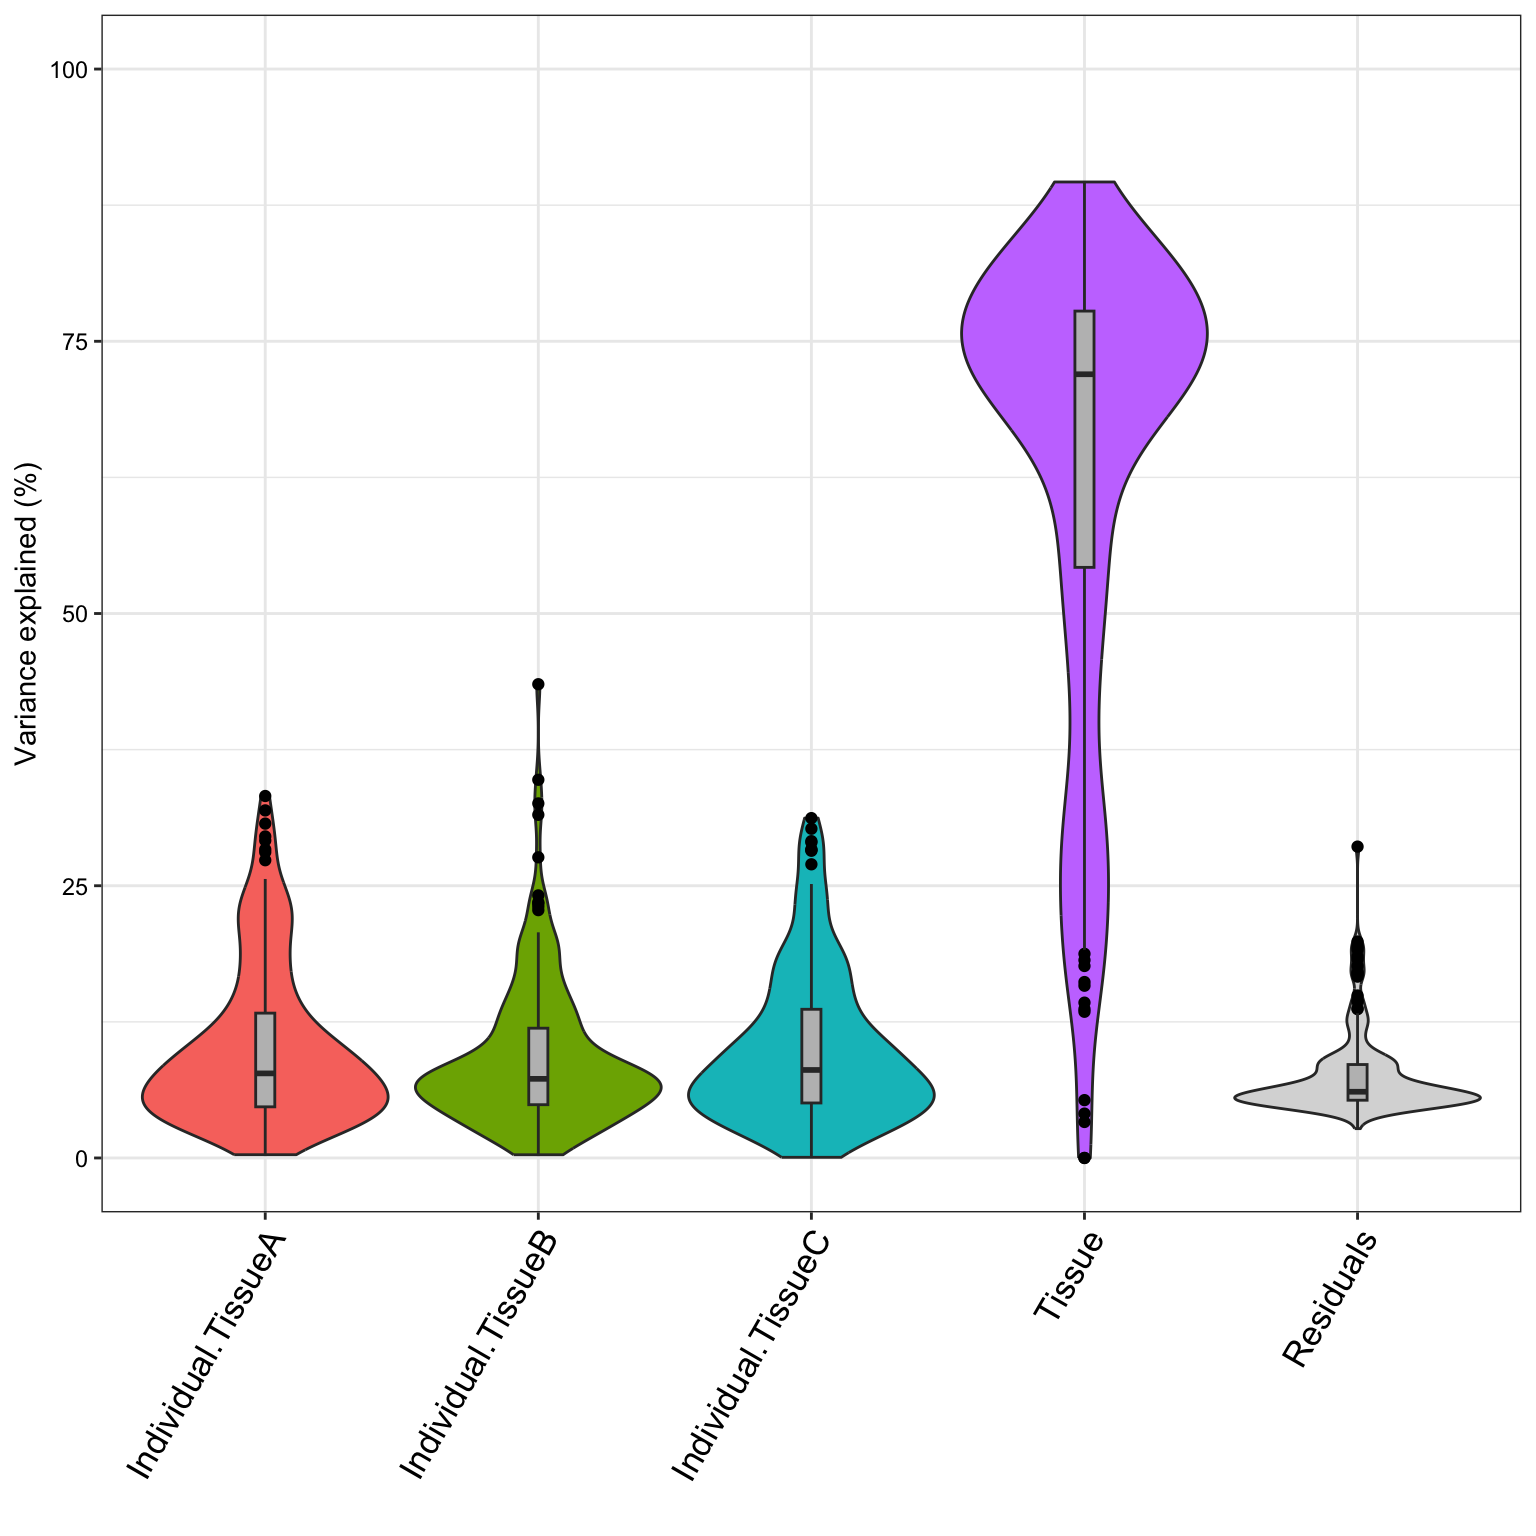 Variance explained (%)
100
75
50
25
0
Individual.TissueA
Individual.TissueB
Individual.TissueC
Tissue
Residuals